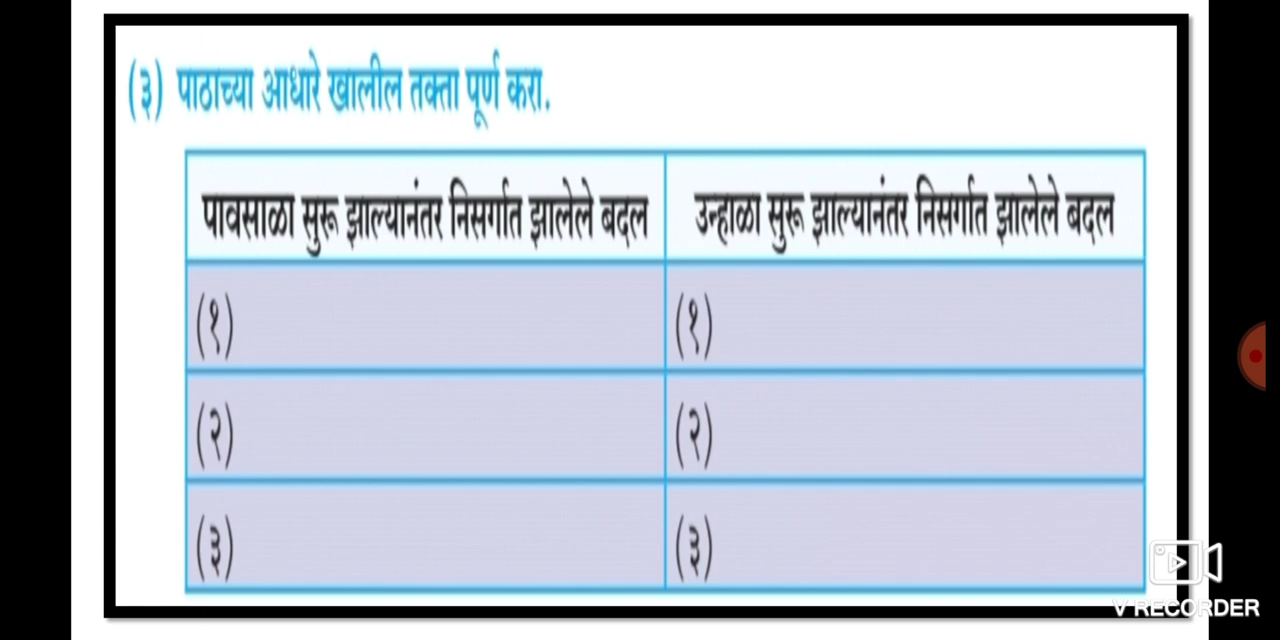 (३) पाठाच्या आधारे खालील तक्ता पूर्ण करा.
पावसाळा सुरू झाल्यानंतर निसर्गात झालेले बदल
उन्हाळा सुरू झाल्यानंतर निसर्गात झालेले बदल
(१)
(१)
(२)
(२)
(३)
(३)
V RECORDER